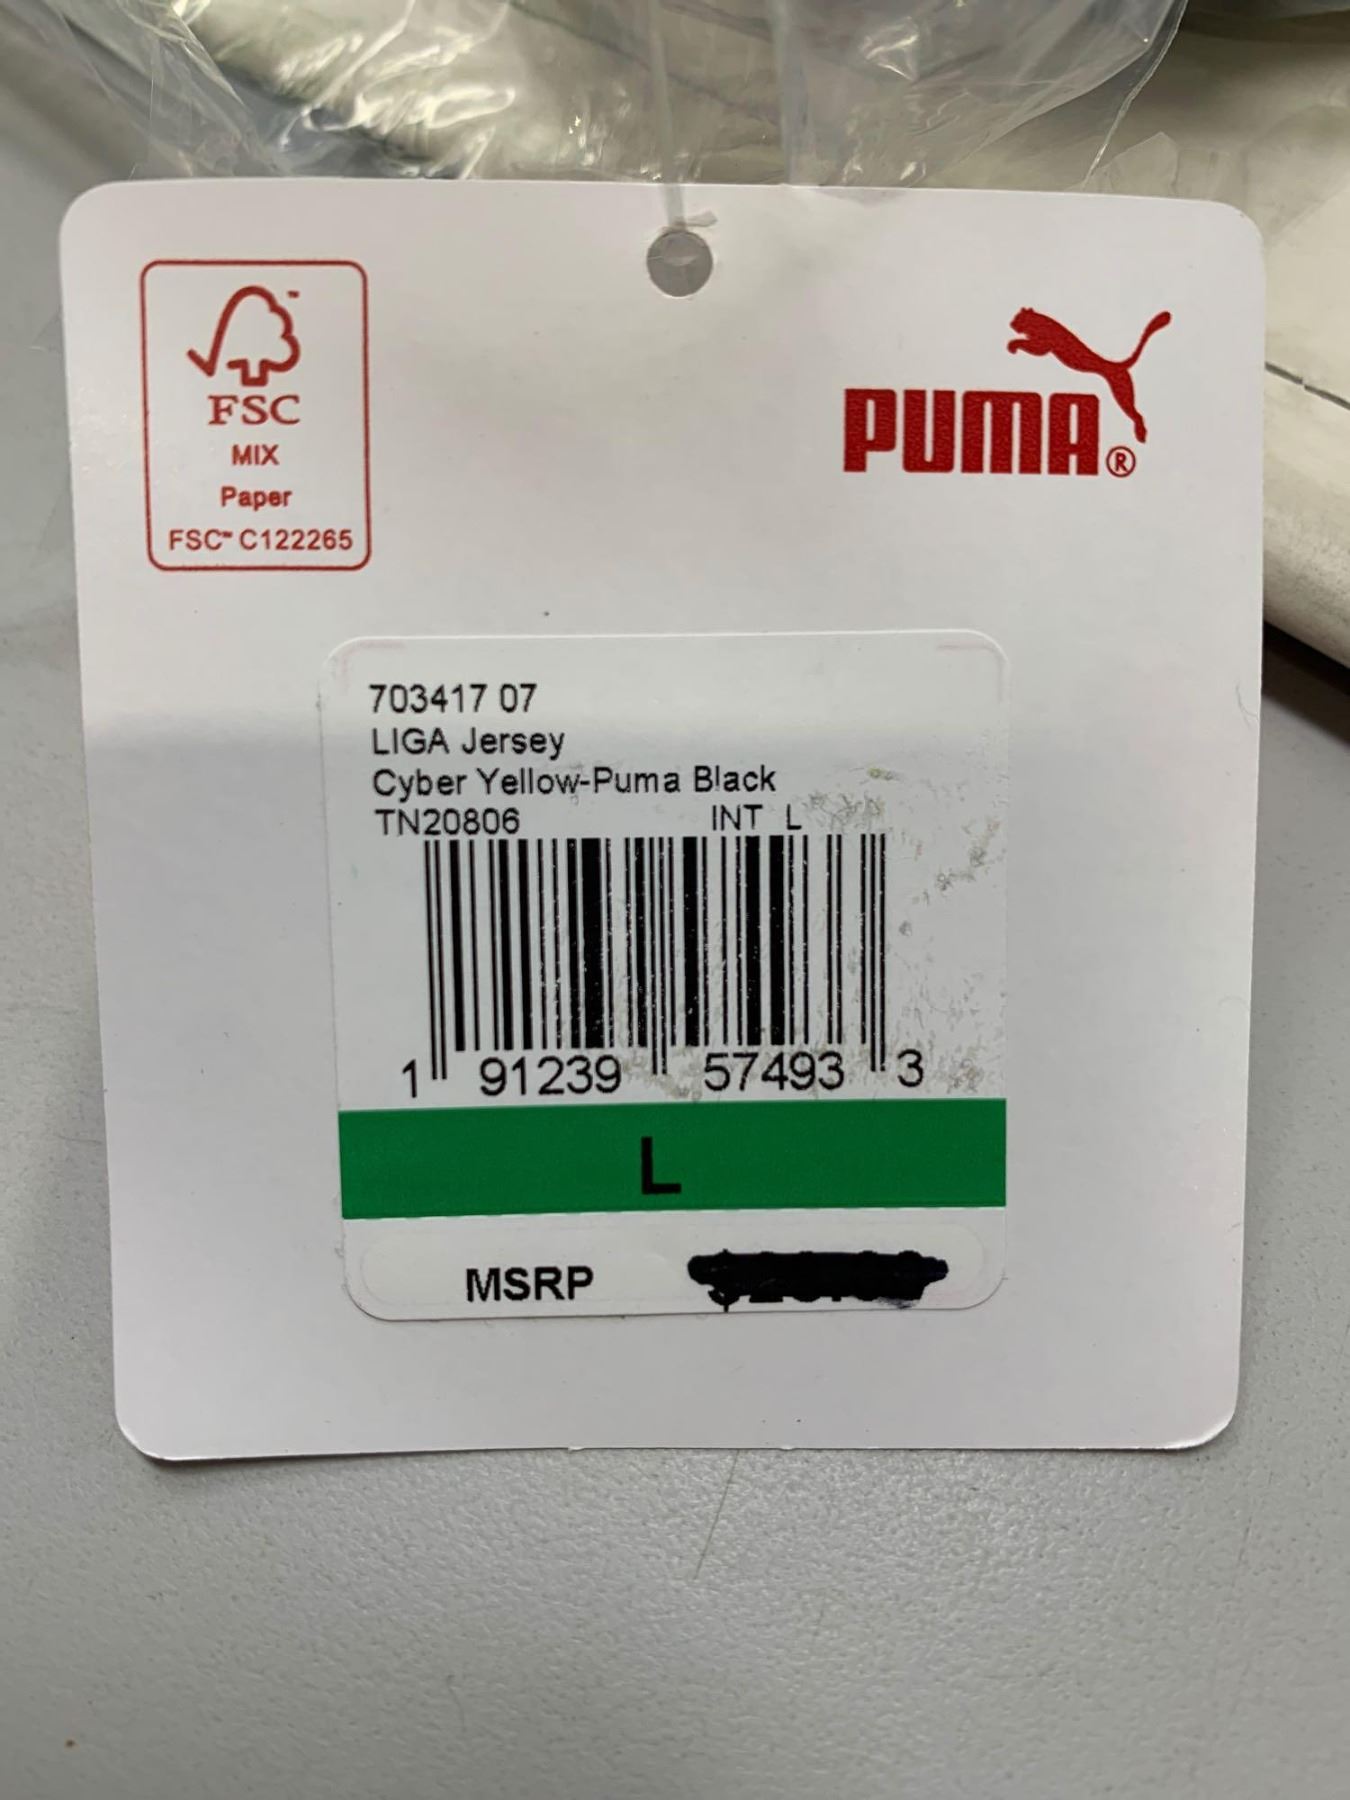 FSC
MIX
Paper
FSC™ C122265
PUMA®
703417 07
LIGA Jersey
Cyber Yellow-Puma Black
TN20806 INT L
1 91239 57493 3
L
MSRP